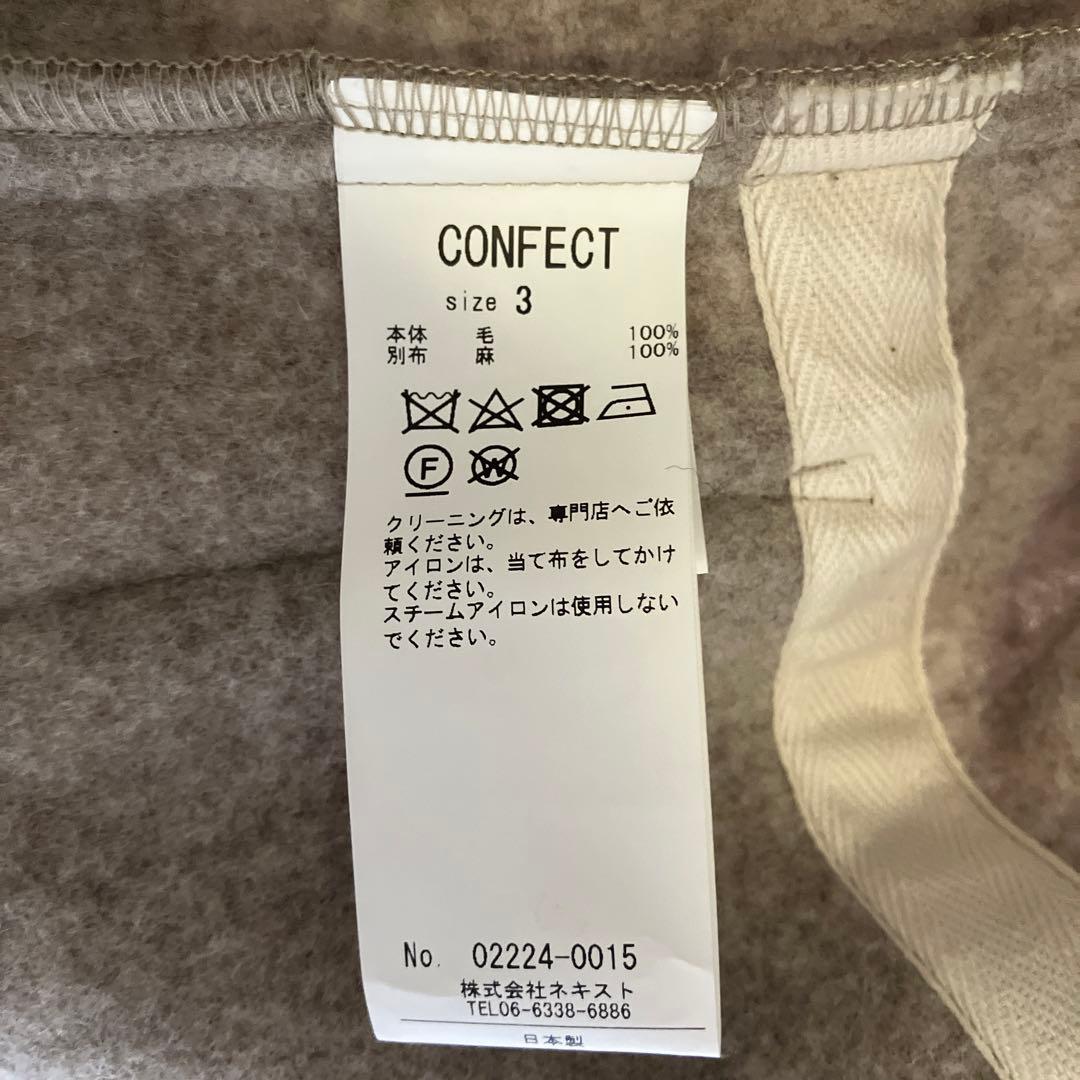 CONFECT
size 3
本体 毛 100%
別布 麻 100%
F
W
クリーニングは、専門店へご依
頼ください。
アイロンは、当て布をしてかけ
てください。
スチームアイロンは使用しない
でください。
No. 02224-0015
株式会社ネキスト
TEL06-6338-6886
日本製